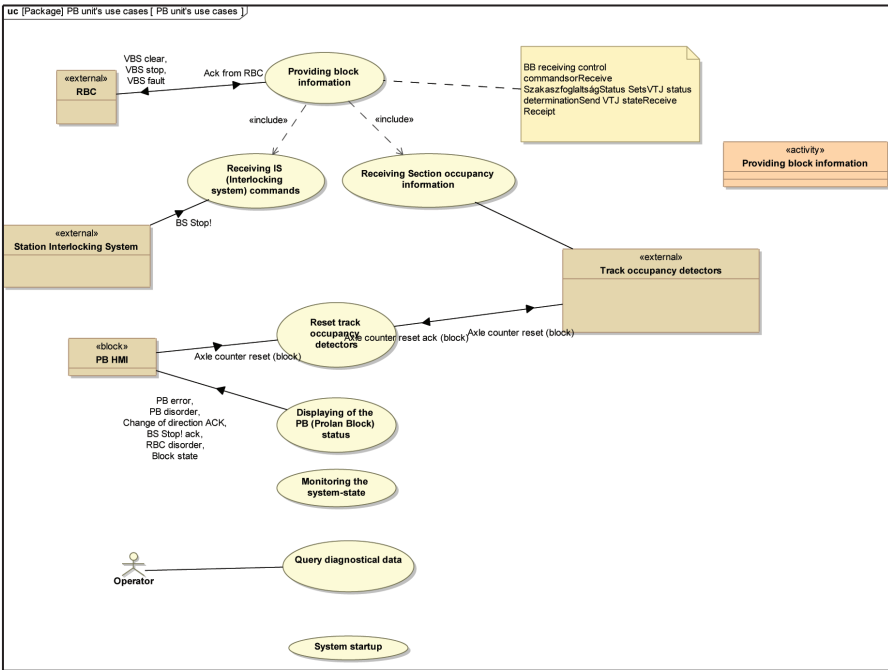 uc [Package] PB unit's use cases [ PB unit's use cases ]
VBS clear,
VBS stop,
VBS fault
Ack from RBC
«external»
RBC
Providing block
information
BB receiving control
commandsorReceive
SzakaszfoglaltságStatus SetsVTJ status
determinationSend VTJ stateReceive
Receipt
«include»
«include»
«activity»
Providing block information
Receiving IS
(Interlocking
system) commands
Receiving Section occupancy
information
BS Stop!
«external»
Station Interlocking System
«external»
Track occupancy detectors
Reset track
occupancy
detectors
Axle counter reset ack (block)
Axle counter reset (block)
Axle counter reset (block)
«block»
PB HMI
PB error,
PB disorder,
Change of direction ACK,
BS Stop! ack,
RBC disorder,
Block state
Displaying of the
PB (Prolan Block)
status
Monitoring the
system-state
Query diagnostical data
Operator
System startup